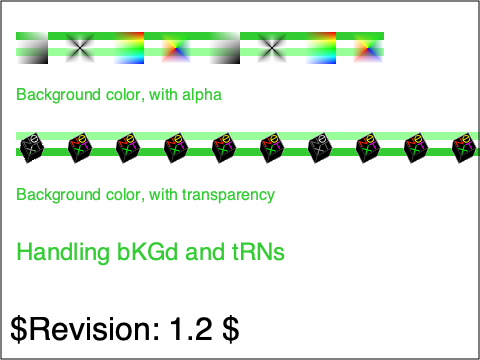 Background color, with alpha
Background color, with transparency
Handling bKGd and tRNs
$Revision: 1.2 $